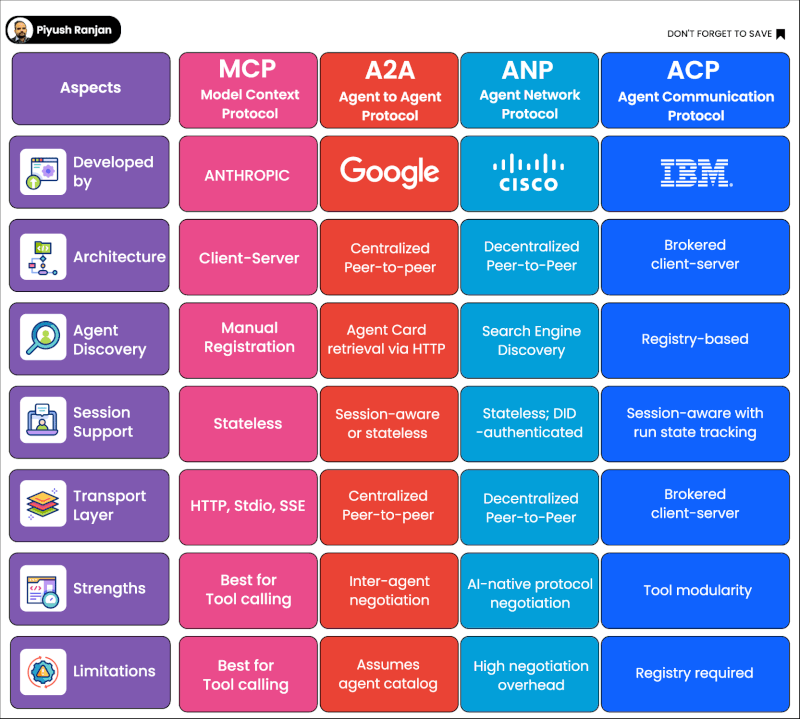 Piyush Ranjan
DON'T FORGET TO SAVE
Aspects
MCP
Model Context
Protocol
A2A
Agent to Agent
Protocol
ANP
Agent Network
Protocol
ACP
Agent Communication
Protocol
Developed
by
ANTHROPIC
Google
CISCO
IBM
Architecture
Client-Server
Centralized
Peer-to-peer
Decentralized
Peer-to-Peer
Brokered
client-server
Agent
Discovery
Manual
Registration
Agent Card
retrieval via HTTP
Search Engine
Discovery
Registry-based
Session
Support
Stateless
Session-aware
or stateless
Stateless; DID
-authenticated
Session-aware with
run state tracking
Transport
Layer
HTTP, Stdio, SSE
Centralized
Peer-to-peer
Decentralized
Peer-to-Peer
Brokered
client-server
Strengths
Best for
Tool calling
Inter-agent
negotiation
AI-native protocol
negotiation
Tool modularity
Limitations
Best for
Tool calling
Assumes
agent catalog
High negotiation
overhead
Registry required